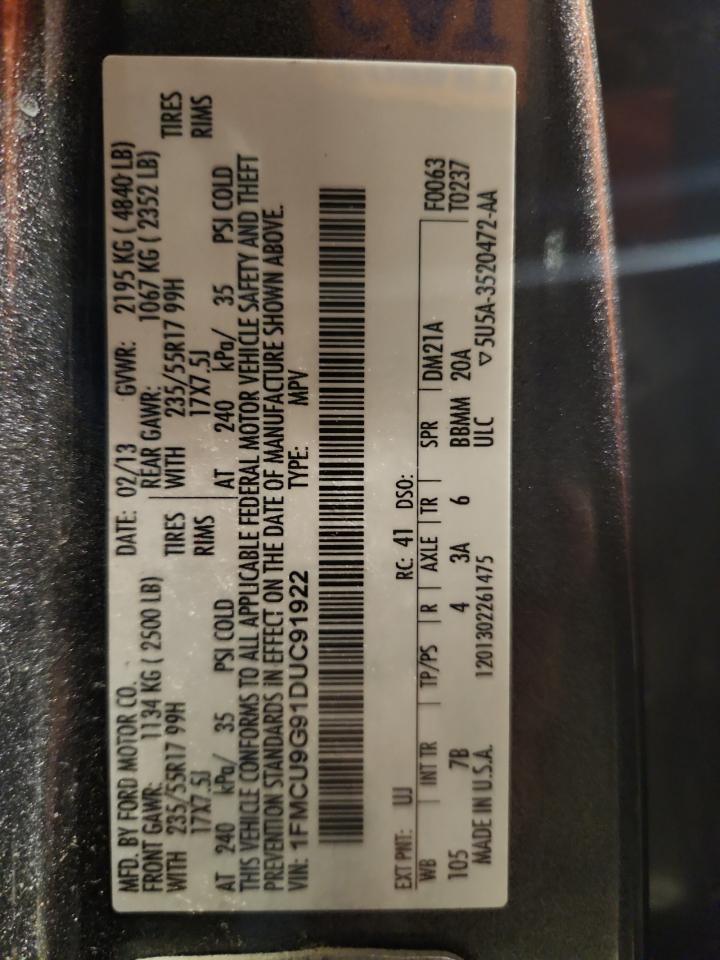 MFD. BY FORD MOTOR CO.
DATE: 02/13 GVWR: 2195 KG ( 4840 LB)
FRONT GAWR: 1134 KG ( 2500 LB)
REAR GAWR: 1067 KG ( 2352 LB)
WITH 235/55R17 99H TIRES
WITH 235/55R17 99H TIRES
17X7.5J RIMS
17X7.5J RIMS
AT 240 kPa/ 35 PSI COLD
AT 240 kPa/ 35 PSI COLD
THIS VEHICLE CONFORMS TO ALL APPLICABLE FEDERAL MOTOR VEHICLE SAFETY AND THEFT
PREVENTION STANDARDS IN EFFECT ON THE DATE OF MANUFACTURE SHOWN ABOVE.
VIN: 1FMCU9G91DUC91922 TYPE: MPV
EXT PNT: UJ RC: 41 DSO:
WB INT TR TP/PS R AXLE TR SPR DM21A F0063
105 7B 4 3A 6 BBMM 20A T0237
MADE IN U.S.A. 1201302261475 ULC ▽5U5A-3520472-AA